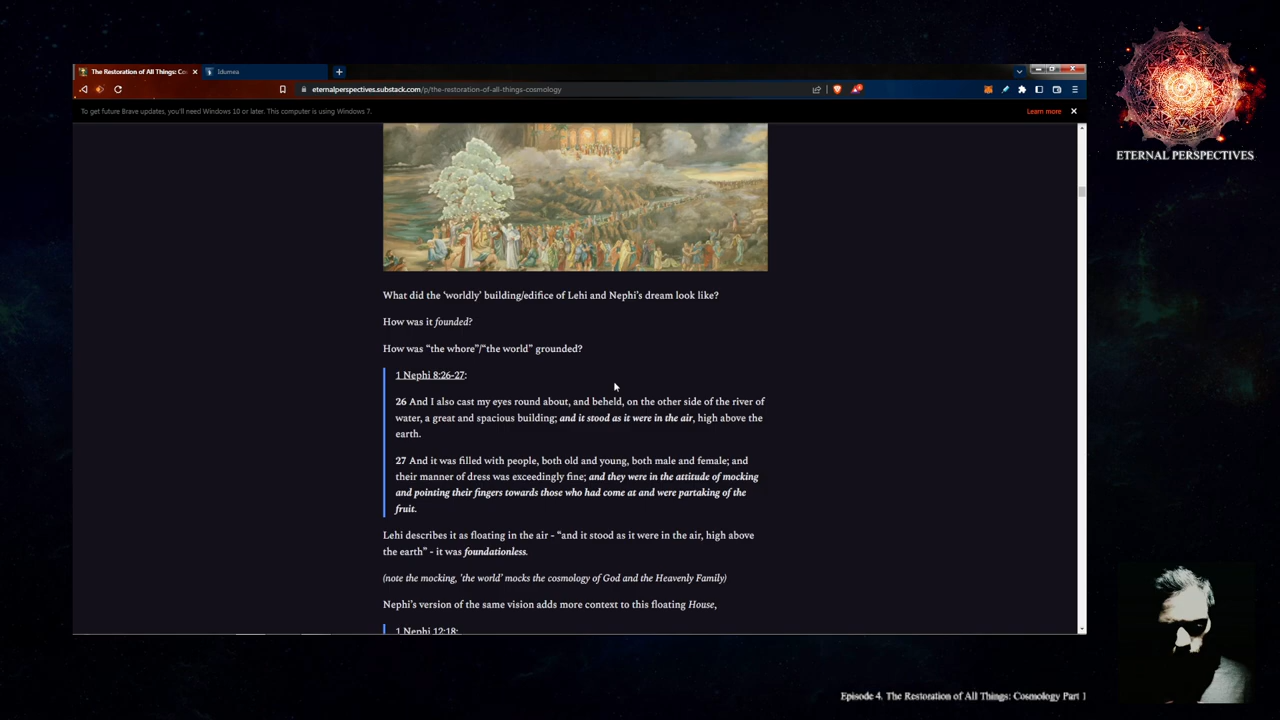 The Restoration of All Things: Co
Idumea
eternalperspectives.substack.com/p/the-restoration-of-all-things-cosmology
To get future Brave updates, you'll need Windows 10 or later. This computer is using Windows 7.
Learn more
ETERNAL PERSPECTIVES
What did the 'worldly' building/edifice of Lehi and Nephi's dream look like?
How was it founded?
How was "the whore"/"the world" grounded?
1 Nephi 8:26-27:
26 And I also cast my eyes round about, and beheld, on the other side of the river of
water, a great and spacious building; and it stood as it were in the air, high above the
earth.
27 And it was filled with people, both old and young, both male and female; and
their manner of dress was exceedingly fine; and they were in the attitude of mocking
and pointing their fingers towards those who had come at and were partaking of the
fruit.
Lehi describes it as floating in the air - "and it stood as it were in the air, high above
the earth" - it was foundationless.
(note the mocking, 'the world' mocks the cosmology of God and the Heavenly Family)
Nephi's version of the same vision adds more context to this floating House,
1 Nephi 12:18:
Episode 4. The Restoration of All Things: Cosmology Part 1